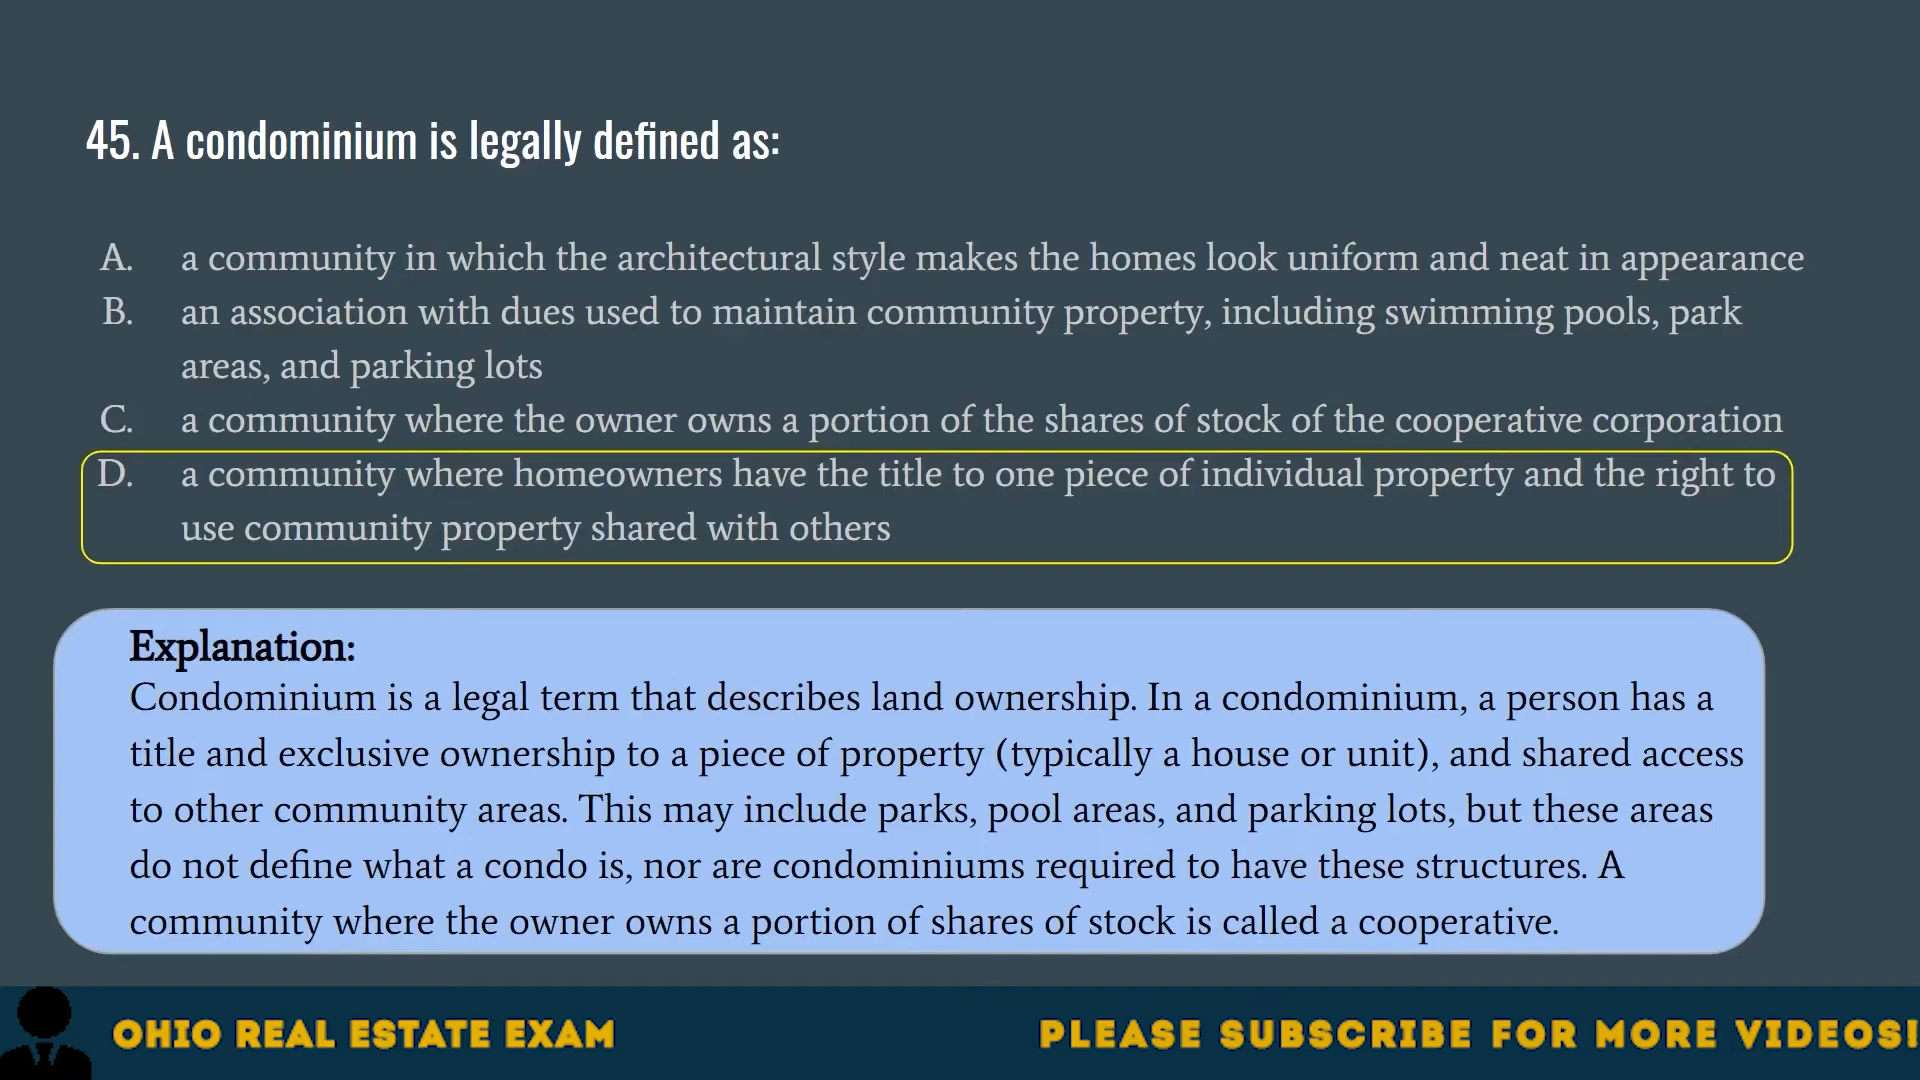 45. A condominium is legally defined as:
A. a community in which the architectural style makes the homes look uniform and neat in appearance
B. an association with dues used to maintain community property, including swimming pools, park
areas, and parking lots
C. a community where the owner owns a portion of the shares of stock of the cooperative corporation
D. a community where homeowners have the title to one piece of individual property and the right to
use community property shared with others
Explanation:
Condominium is a legal term that describes land ownership. In a condominium, a person has a
title and exclusive ownership to a piece of property (typically a house or unit), and shared access
to other community areas. This may include parks, pool areas, and parking lots, but these areas
do not define what a condo is, nor are condominiums required to have these structures. A
community where the owner owns a portion of shares of stock is called a cooperative.
OHIO REAL ESTATE EXAM
PLEASE SUBSCRIBE FOR MORE VIDEOS!